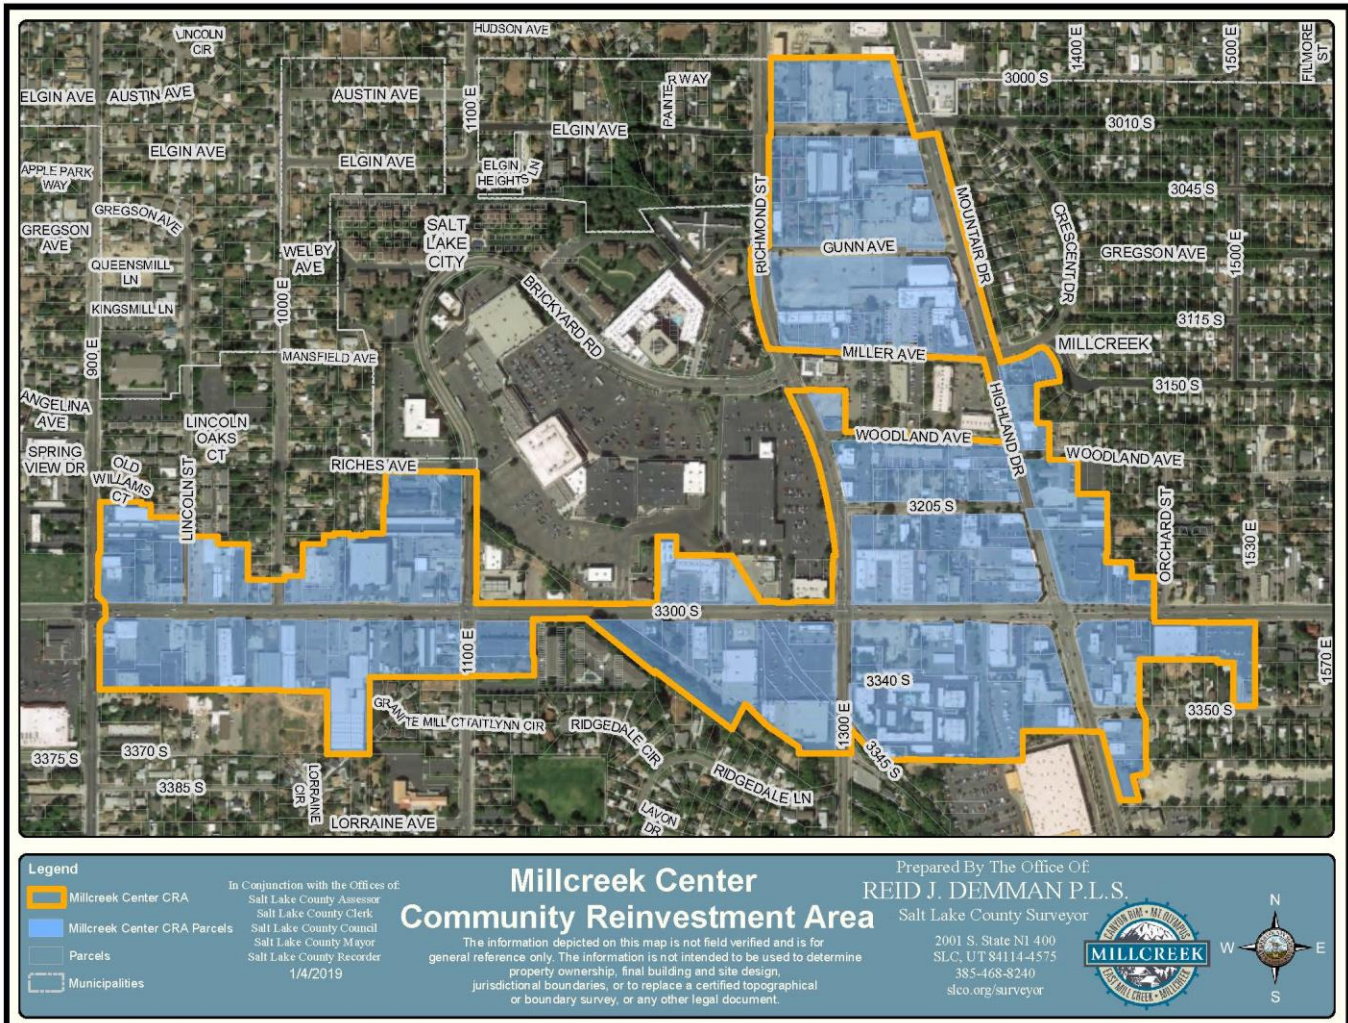 HUDSON AVE
LINCOLN
CIR
1400 E
1500 E
FILMORE
ST
3000 S
PAINTER WAY
ELGIN AVE
AUSTIN AVE
AUSTIN AVE
1100 E
ELGIN AVE
3010 S
ELGIN AVE
ELGIN AVE
ELGIN
HEIGHTS LN
APPLE PARK
WAY
3045 S
GREGSON AVE
GREGSON
AVE
SALT
LAKE
CITY
RICHMOND ST
MOUNTAIR DR
CRESCENT DR
GUNN AVE
GREGSON AVE
1500 E
WELBY
AVE
QUEENSMILL
LN
1000 E
BRICKYARD RD
KINGSMILL LN
3115 S
900 E
MANSFIELD AVE
MILLER AVE
MILLCREEK
3150 S
ANGELINA
AVE
LINCOLN
OAKS
CT
HIGHLAND DR
WOODLAND AVE
WOODLAND AVE
SPRING
VIEW DR
OLD
WILLAMS
CT
LINCOLN ST
RICHES AVE
3205 S
ORCHARD ST
1530 E
3300 S
1100 E
3340 S
1570 E
GRANITE MILL CT
CAITLYNN CIR
RIDGEDALE CIR
1300 E
3345 S
3350 S
3375 S
3370 S
3385 S
LORRAINE
CIR
RIDGEDALE LN
LAVON
DR
LORRAINE AVE
Legend
Millcreek Center CRA
Millcreek Center CRA Parcels
Parcels
Municipalities
In Conjunction with the Offices of:
Salt Lake County Assessor
Salt Lake County Clerk
Salt Lake County Council
Salt Lake County Mayor
Salt Lake County Recorder
1/4/2019
Millcreek Center
Community Reinvestment Area
The information depicted on this map is not field verified and is for
general reference only. The information is not intended to be used to determine
property ownership, final building and site design,
jurisdictional boundaries, or to replace a certified topographical
or boundary survey, or any other legal document.
Prepared By The Office Of:
REID J. DEMMAN P.L.S.
Salt Lake County Surveyor
2001 S. State N1 400
SLC, UT 84114-4575
385-468-8240
slco.org/surveyor
CANYON RIM • MT. OLYMPUS
MILLCREEK
EAST MILL CREEK • MILLCREEK
N
W
E
S